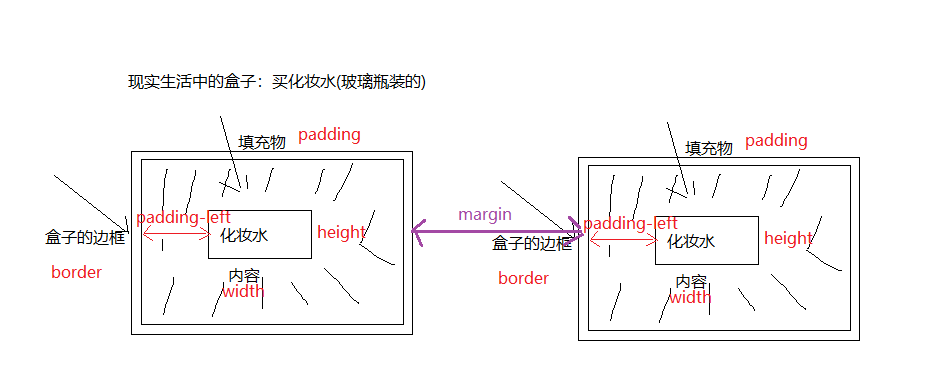 现实生活中的盒子：买化妆水(玻璃瓶装的)
填充物 padding
padding-left
盒子的边框
化妆水
height
border
内容
width
margin
填充物 padding
padding-left
盒子的边框
化妆水
height
border
内容
width